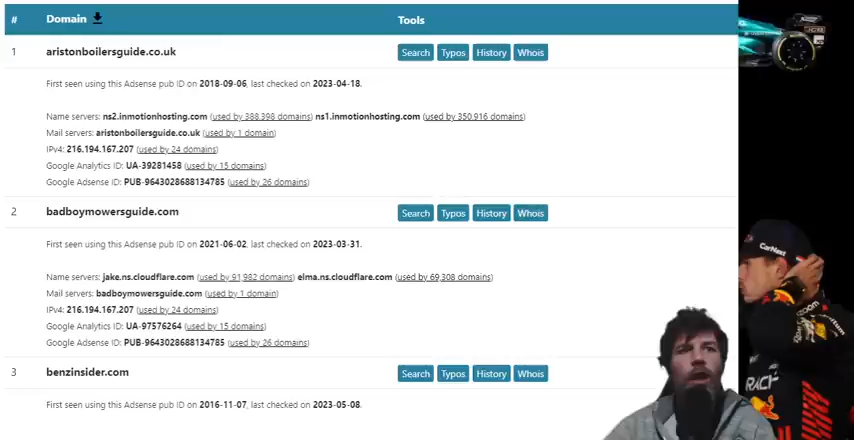 # Domain Tools
1 aristonboilersguide.co.uk Search Typos History Whois
First seen using this Adsense pub ID on 2018-09-06, last checked on 2023-04-18.
Name servers: ns2.inmotionhosting.com (used by 388,398 domains) ns1.inmotionhosting.com (used by 350,916 domains)
Mail servers: aristonboilersguide.co.uk (used by 1 domain)
IPv4: 216.194.167.207 (used by 24 domains)
Google Analytics ID: UA-39281458 (used by 15 domains)
Google Adsense ID: PUB-9643028688134785 (used by 26 domains)
2 badboymowersguide.com Search Typos History Whois
First seen using this Adsense pub ID on 2021-06-02, last checked on 2023-03-31.
Name servers: jake.ns.cloudflare.com (used by 91,982 domains) elma.ns.cloudflare.com (used by 69,308 domains)
Mail servers: badboymowersguide.com (used by 1 domain)
IPv4: 216.194.167.207 (used by 24 domains)
Google Analytics ID: UA-97576264 (used by 15 domains)
Google Adsense ID: PUB-9643028688134785 (used by 26 domains)
3 benzinsider.com Search Typos History Whois
First seen using this Adsense pub ID on 2016-11-07, last checked on 2023-05-08.
CarNext